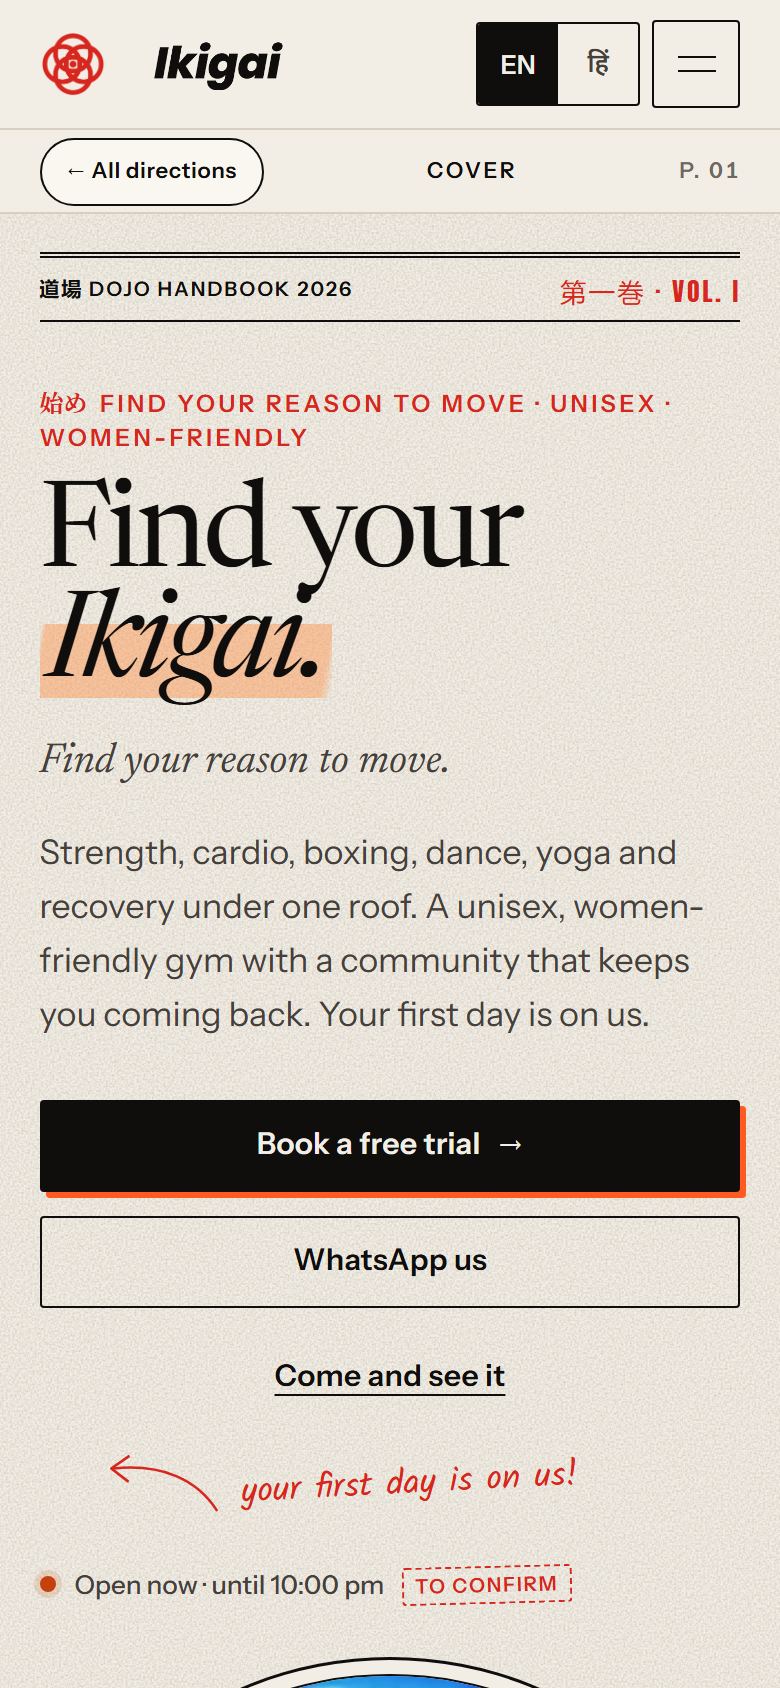 Ikigai
EN हिं
← All directions COVER P. 01
道場 DOJO HANDBOOK 2026 第一巻 · VOL. I
始め FIND YOUR REASON TO MOVE · UNISEX ·
WOMEN-FRIENDLY
Find your
Ikigai.
Find your reason to move.
Strength, cardio, boxing, dance, yoga and
recovery under one roof. A unisex, women-
friendly gym with a community that keeps
you coming back. Your first day is on us.
Book a free trial →
WhatsApp us
Come and see it
your first day is on us!
Open now · until 10:00 pm TO CONFIRM